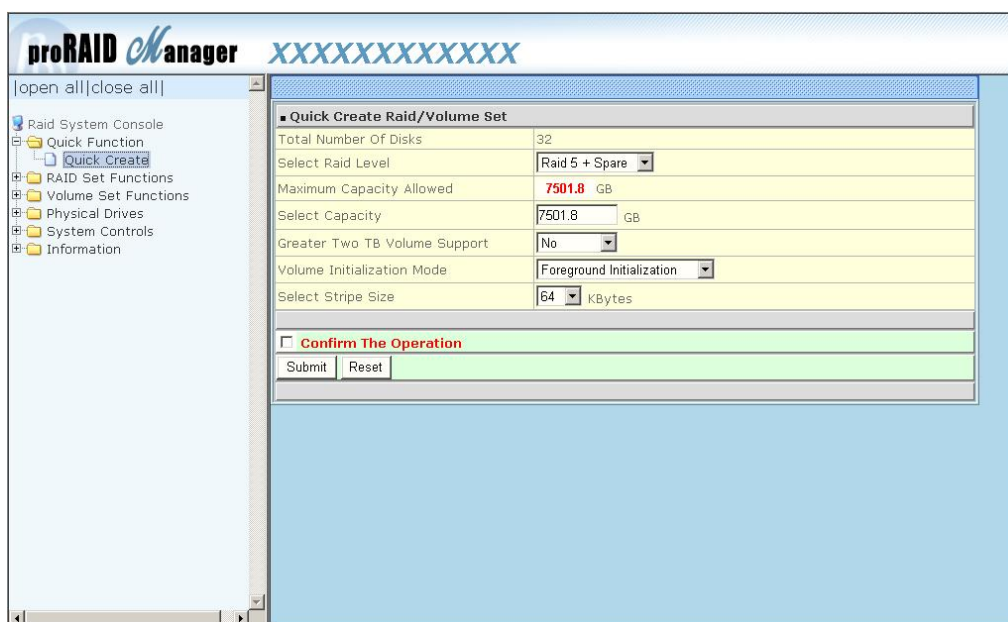 proRAID Manager XXXXXXXXXXXX
|open all|close all|
Raid System Console
Quick Function
Quick Create
RAID Set Functions
Volume Set Functions
Physical Drives
System Controls
Information
Quick Create Raid/Volume Set
Total Number Of Disks 32
Select Raid Level Raid 5 + Spare
Maximum Capacity Allowed 7501.8 GB
Select Capacity 7501.8 GB
Greater Two TB Volume Support No
Volume Initialization Mode Foreground Initialization
Select Stripe Size 64 KBytes
Confirm The Operation
Submit Reset